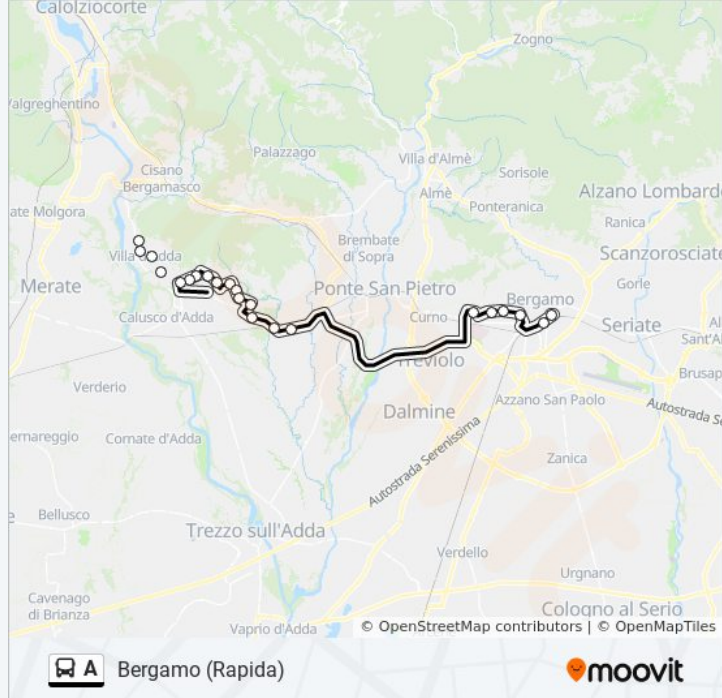 Calolziocorte
Zogno
Valgreghentino
Palazzago
Villa d'Almè
Cisano
Bergamasco
Sorisole
Almè
Alzano Lombardo
ate Molgora
Ponteranica
Ranica
Brembate
di Sopra
Scanzorosciate
Villa d'Adda
Gorle
Merate
Ponte San Pietro
Bergamo
Calusco d'Adda
Curno
Seriate
Treviolo
Verderio
Dalmine
Azzano San Paolo
Brusap
Autostrada Se
Cornate d'Adda
Autostrada Serenissima
Zanica
Bellusco
Trezzo sull'Adda
Verdello
Urgnano
Cavenago
di Brianza
Cologno al Serio
Vaprio d'Adda
© OpenStreetMap contributors | © OpenMapTiles
A Bergamo (Rapida)
moovit